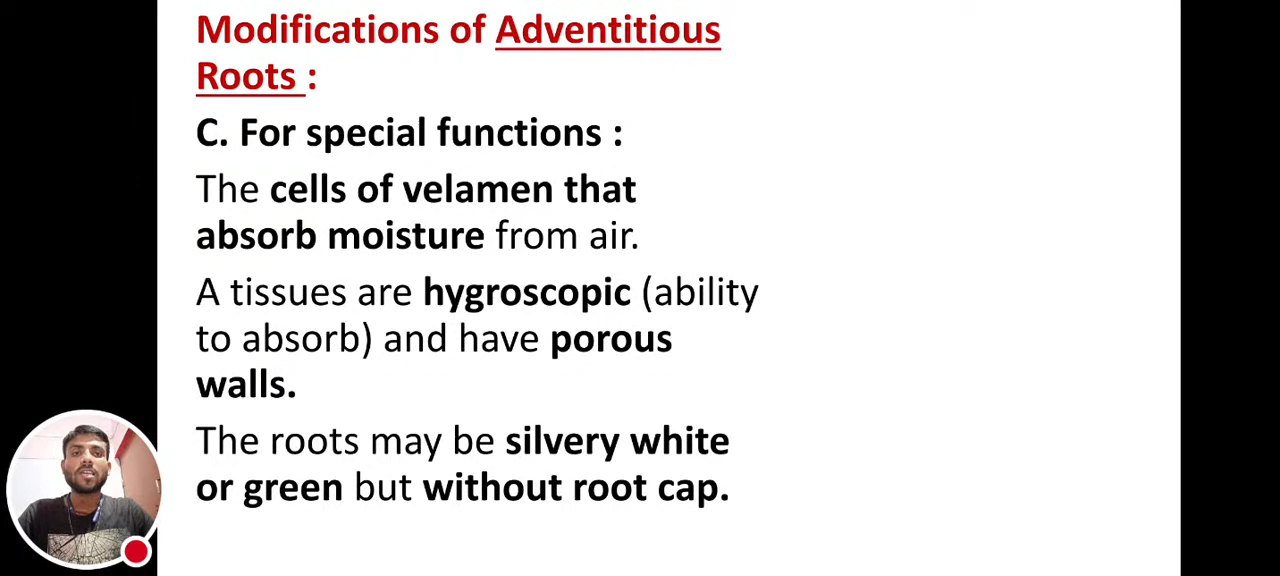 Modifications of Adventitious
Roots :
C. For special functions :
The cells of velamen that
absorb moisture from air.
A tissues are hygroscopic (ability
to absorb) and have porous
walls.
The roots may be silvery white
or green but without root cap.